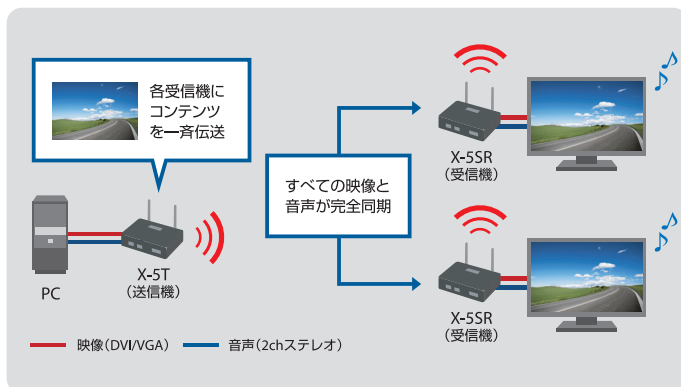 各受信機に
コンテンツ
を一斉伝送
PC
X-5T
(送信機)
すべての映像と
音声が完全同期
X-5SR
(受信機)
X-5SR
(受信機)
映像(DVI/VGA)
音声(2chステレオ)